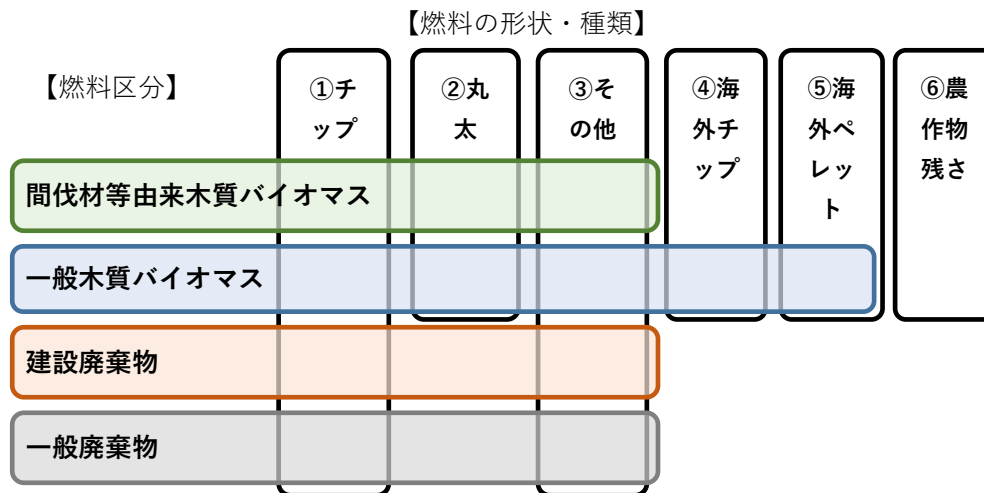 【燃料の形状・種類】
【燃料区分】
①チ
ップ
②丸
太
③そ
の他
④海
外チ
ップ
⑤海
外ペ
レッ
ト
⑥農
作物
残さ
間伐材等由来木質バイオマス
一般木質バイオマス
建設廃棄物
一般廃棄物